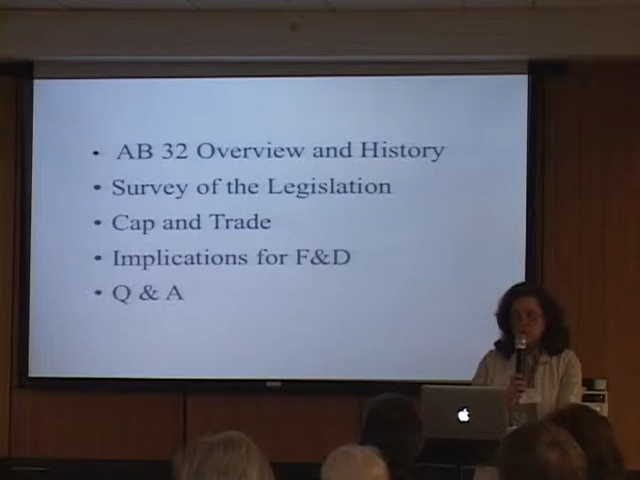 • AB 32 Overview and History
• Survey of the Legislation
• Cap and Trade
• Implications for F&D
• Q & A